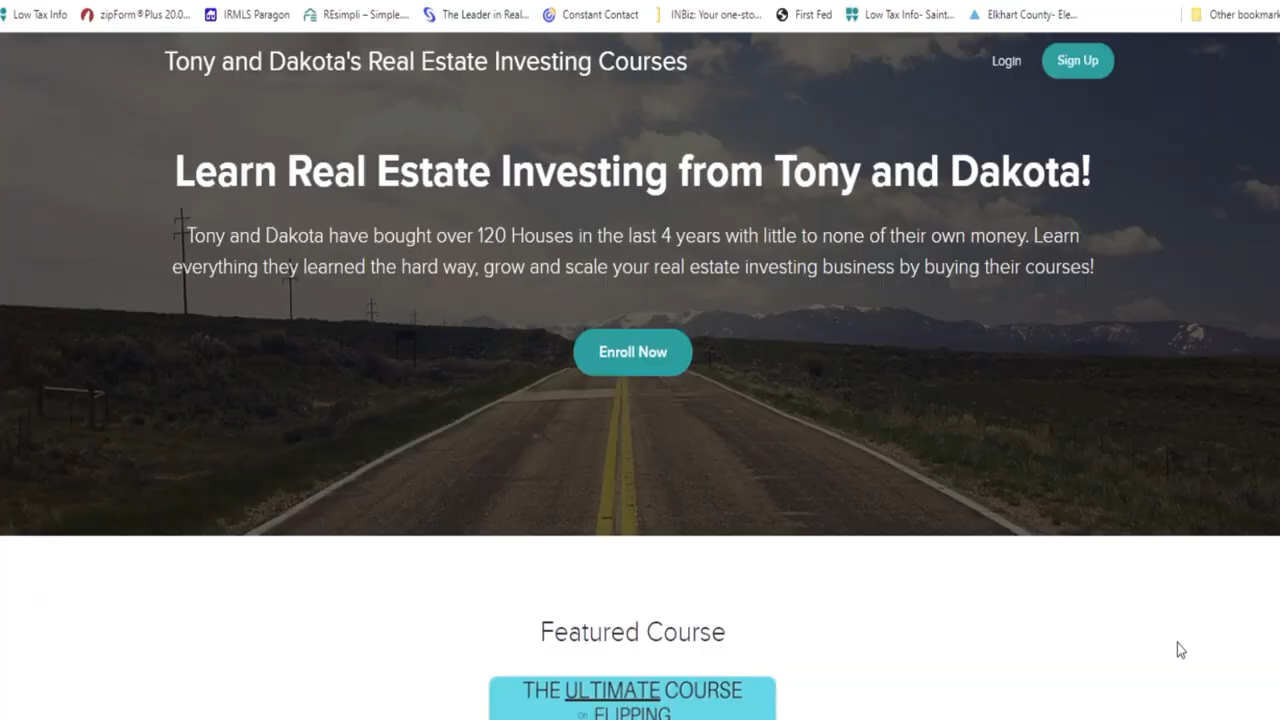 Low Tax Info
zipForm®Plus 20.0...
IRMLS Paragon
REsimpli – Simple....
The Leader in Real...
Constant Contact
INBiz: Your one-sto...
First Fed
Low Tax Info- Saint...
Elkhart County- Ele...
Other bookmar
Tony and Dakota's Real Estate Investing Courses
Login
Sign Up
Learn Real Estate Investing from Tony and Dakota!
Tony and Dakota have bought over 120 Houses in the last 4 years with little to none of their own money. Learn
everything they learned the hard way, grow and scale your real estate investing business by buying their courses!
Enroll Now
Featured Course
THE ULTIMATE COURSE
ON FLIPPING